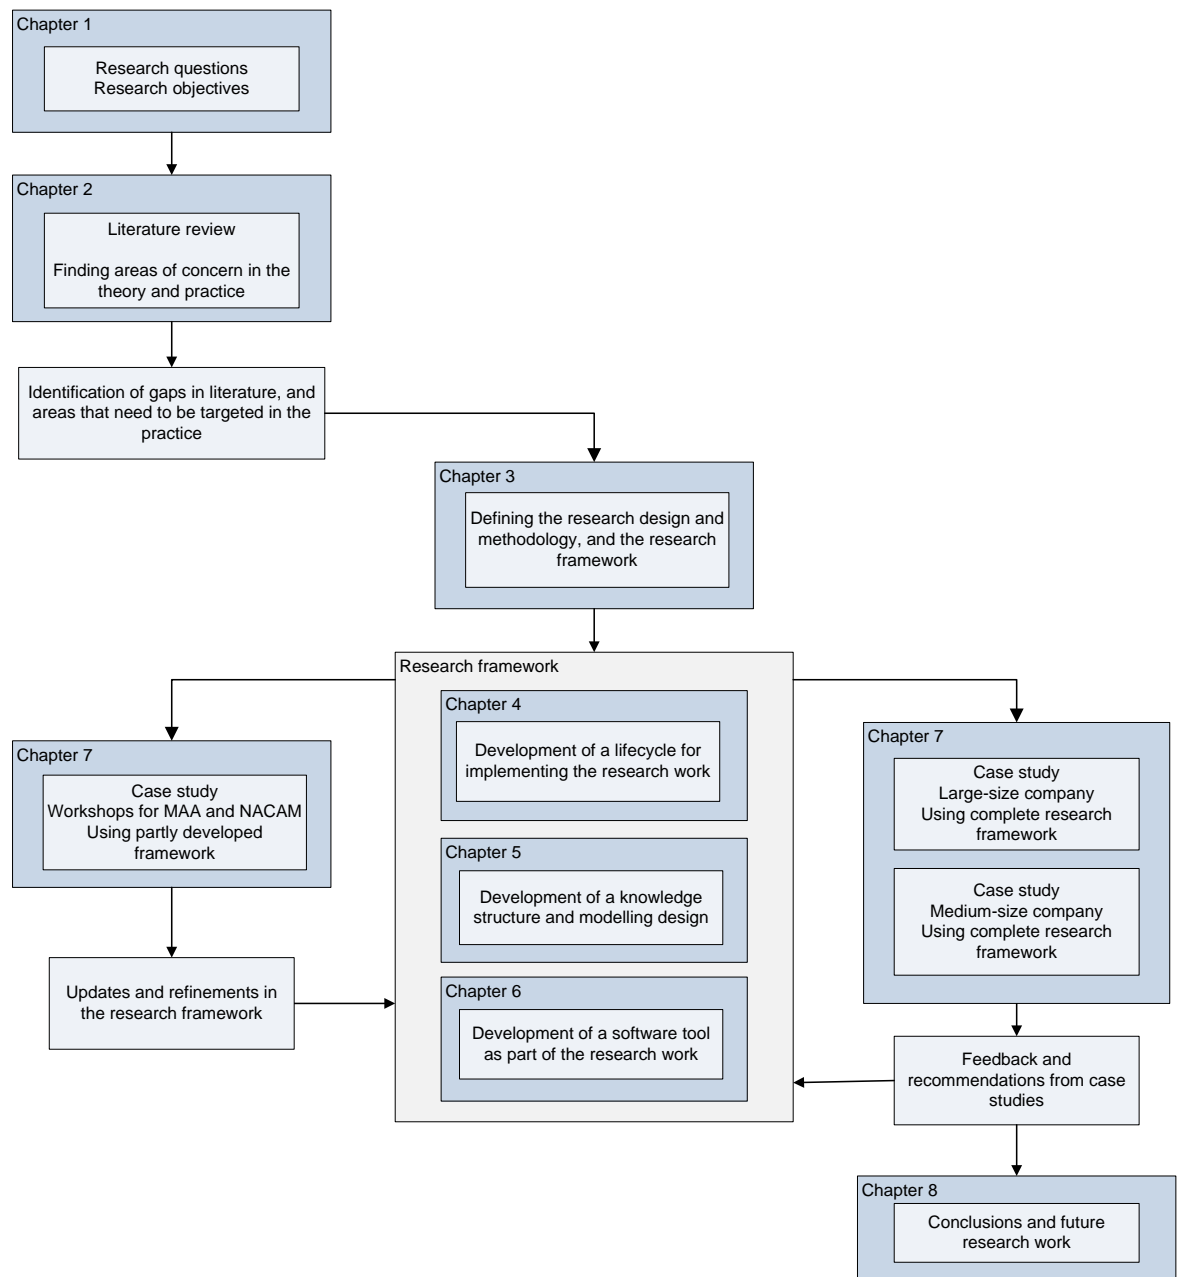 Chapter 1
Research questions
Research objectives
Chapter 2
Literature review
Finding areas of concern in the
theory and practice
Identification of gaps in literature, and
areas that need to be targeted in the
practice
Chapter 3
Defining the research design and
methodology, and the research
framework
Research framework
Chapter 4
Development of a lifecycle for
implementing the research work
Chapter 5
Development of a knowledge
structure and modelling design
Chapter 6
Development of a software tool
as part of the research work
Chapter 7
Case study
Workshops for MAA and NACAM
Using partly developed
framework
Updates and refinements in
the research framework
Chapter 7
Case study
Large-size company
Using complete research
framework
Case study
Medium-size company
Using complete research
framework
Feedback and
recommendations from case
studies
Chapter 8
Conclusions and future
research work